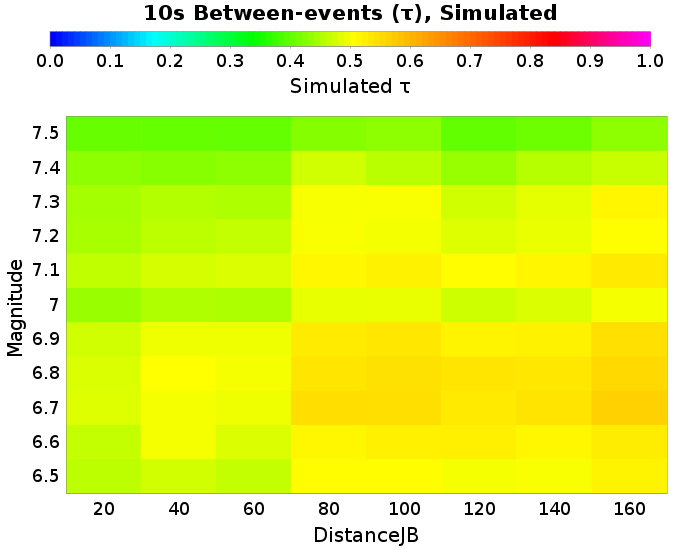 10s Between-events (τ), Simulated
0.0 0.1 0.2 0.3 0.4 0.5 0.6 0.7 0.8 0.9 1.0
Simulated τ
Magnitude
7.5
7.4
7.3
7.2
7.1
7
6.9
6.8
6.7
6.6
6.5
20 40 60 80 100 120 140 160
DistanceJB